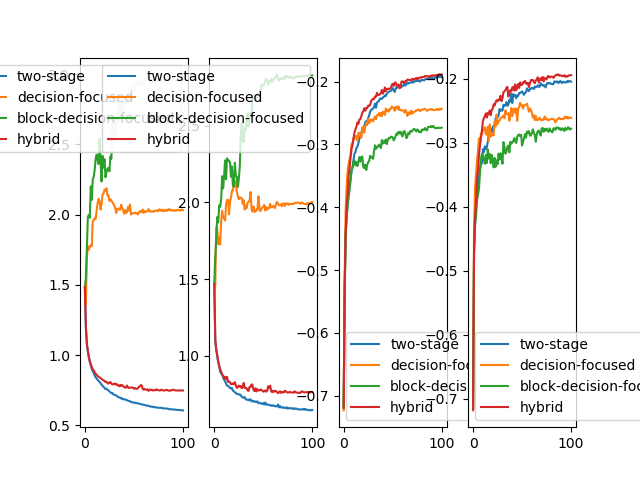 two-stage
decision-focused
block-decision-focused
hybrid
2.5
2.0
1.5
1.0
0.5
0
100
two-stage
decision-focused
block-decision-focused
hybrid
2.5
2.0
1.5
1.0
0
100
−0.2
−0.3
−0.4
−0.5
−0.6
−0.7
two-stage
decision-foc
block-decis
hybrid
0
100
−0.2
−0.3
−0.4
−0.5
−0.6
−0.7
two-stage
decision-focused
block-decision-foc
hybrid
0
100